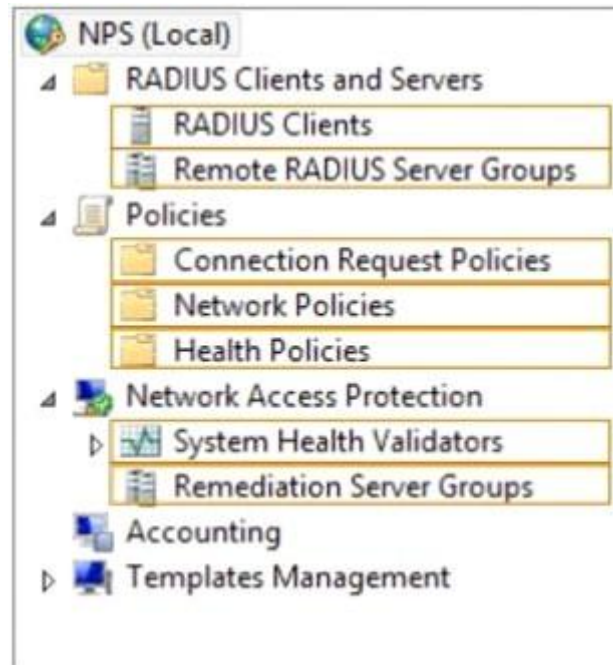 NPS (Local)
RADIUS Clients and Servers
RADIUS Clients
Remote RADIUS Server Groups
Policies
Connection Request Policies
Network Policies
Health Policies
Network Access Protection
System Health Validators
Remediation Server Groups
Accounting
Templates Management